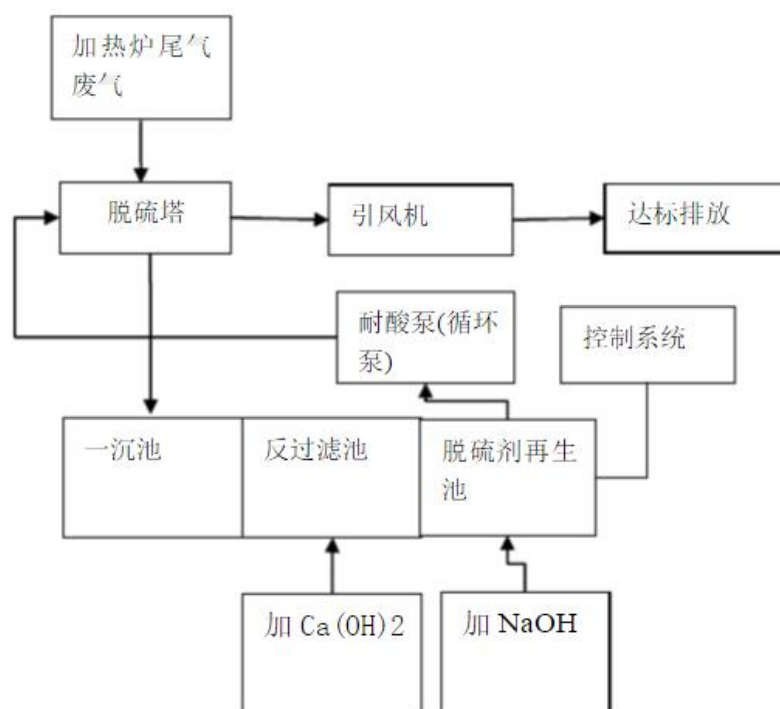 加热炉尾气
废气
脱硫塔
引风机
达标排放
耐酸泵(循环
泵)
控制系统
一沉池
反过滤池
脱硫剂再生
池
加 Ca(OH)2
加 NaOH